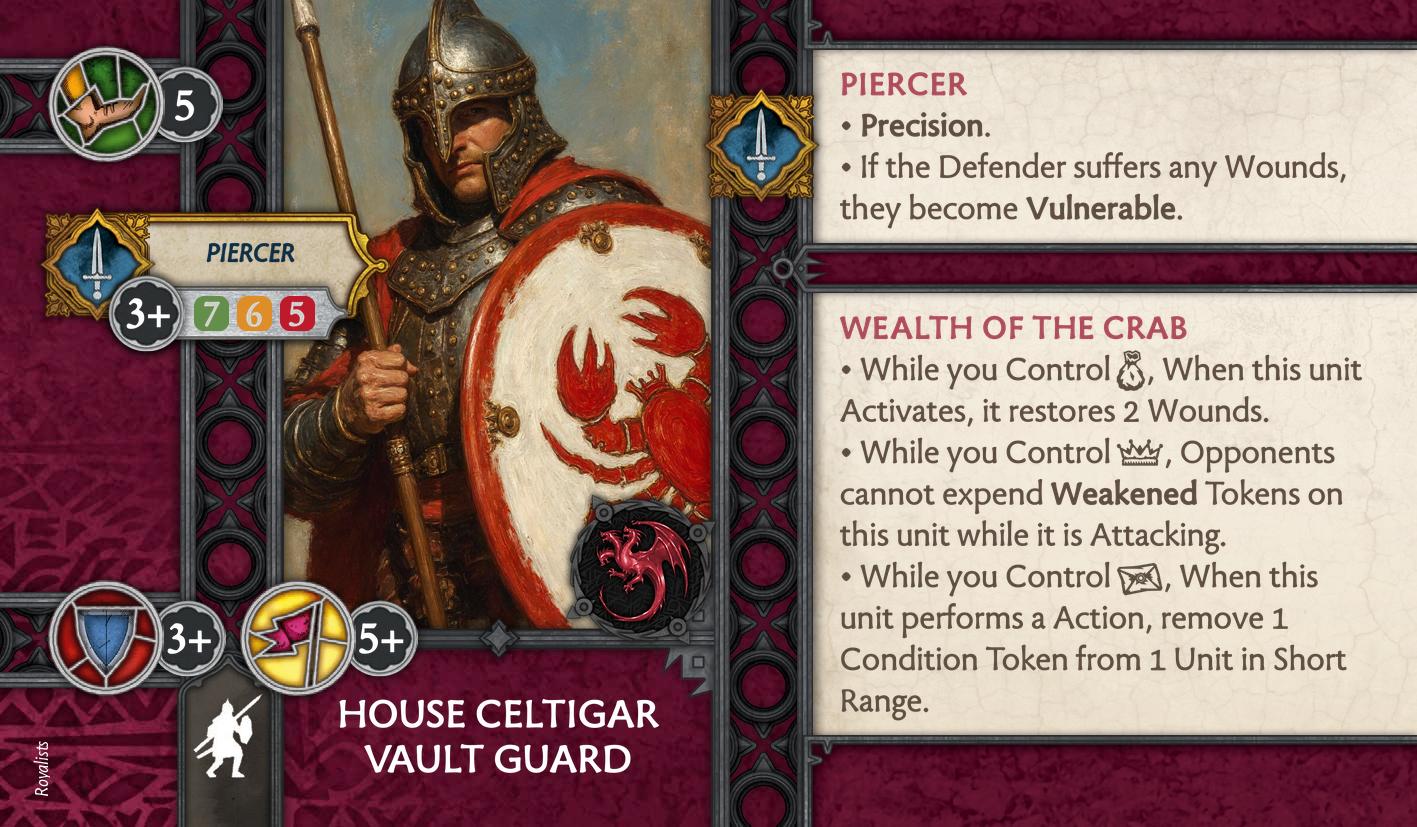 5
PIERCER
3+ 7 6 5
3+ 5+
HOUSE CELTIGAR
VAULT GUARD
Royalists
PIERCER
• Precision.
• If the Defender suffers any Wounds,
they become Vulnerable.
WEALTH OF THE CRAB
• While you Control , When this unit
Activates, it restores 2 Wounds.
• While you Control , Opponents
cannot expend Weakened Tokens on
this unit while it is Attacking.
• While you Control , When this
unit performs a Action, remove 1
Condition Token from 1 Unit in Short
Range.